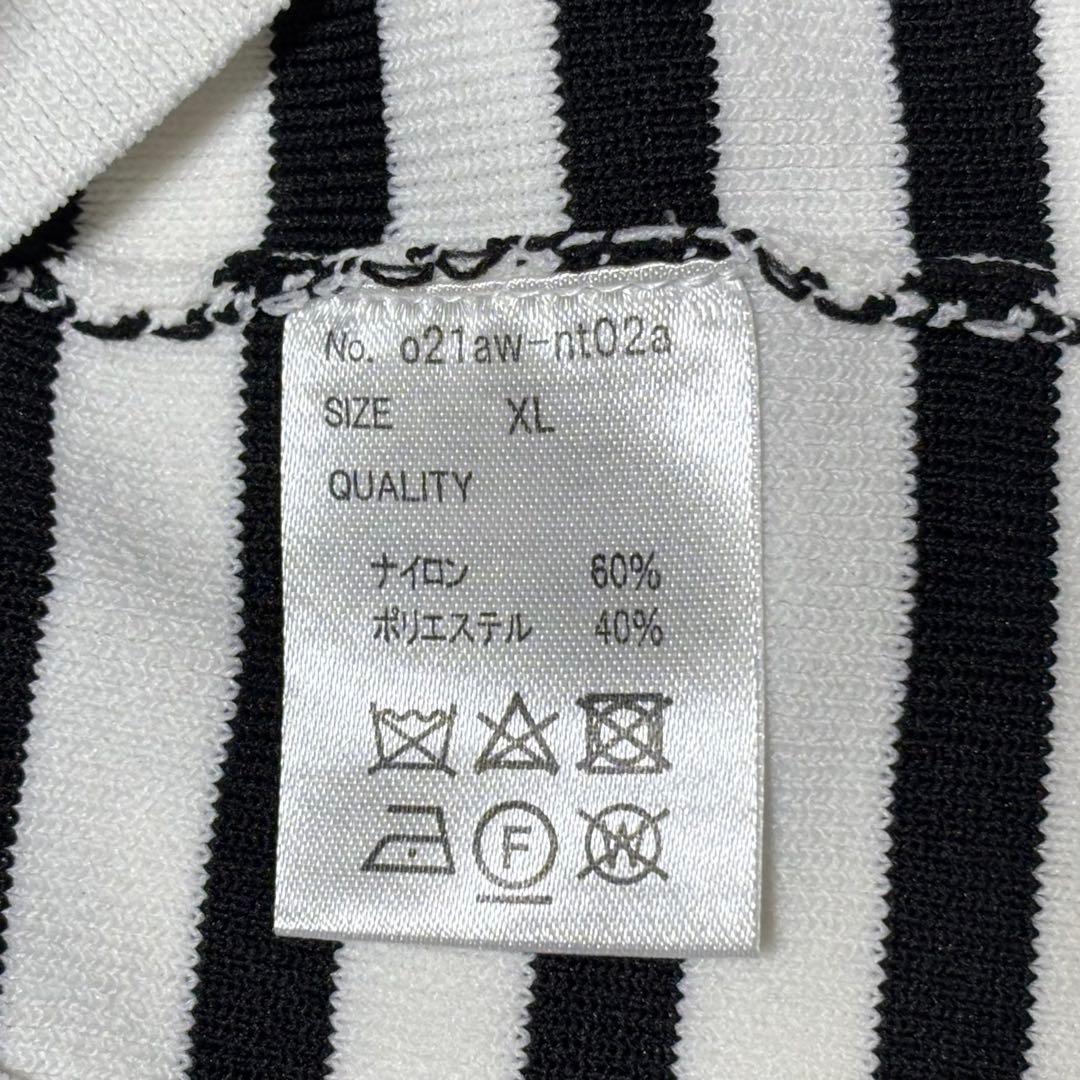 No. o21aw-nt02a
SIZE XL
QUALITY
ナイロン 60%
ポリエステル 40%
F
W